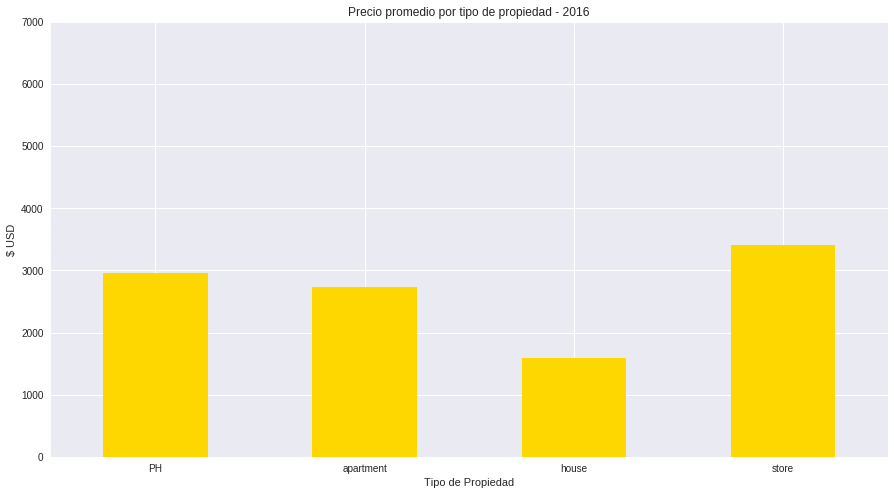 Precio promedio por tipo de propiedad - 2016
7000
6000
5000
4000
3000
2000
1000
0
$ USD
PH apartment house store
Tipo de Propiedad